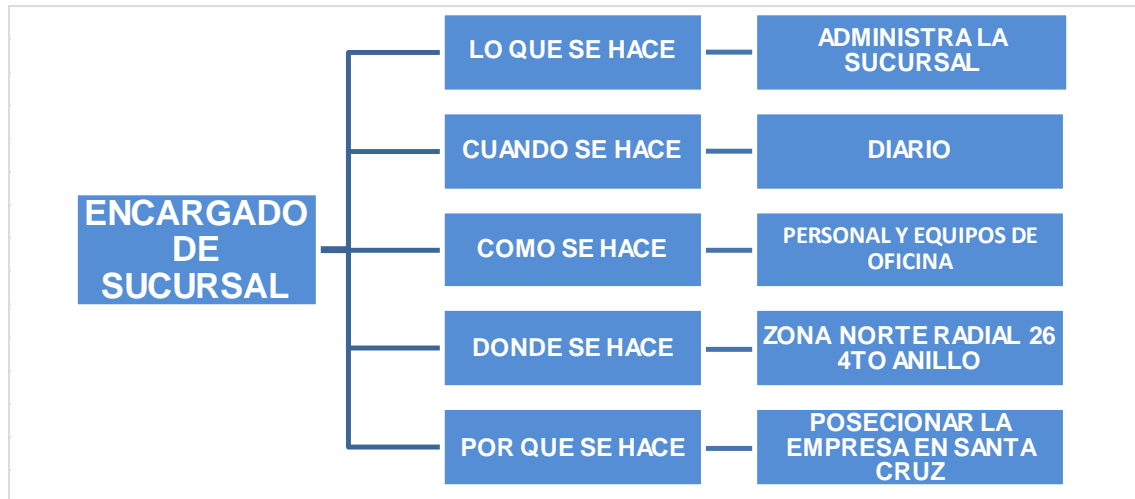 ENCARGADO
DE
SUCURSAL
LO QUE SE HACE
ADMINISTRA LA
SUCURSAL
CUANDO SE HACE
DIARIO
COMO SE HACE
PERSONAL Y EQUIPOS DE
OFICINA
DONDE SE HACE
ZONA NORTE RADIAL 26
4TO ANILLO
POR QUE SE HACE
POSECIONAR LA
EMPRESA EN SANTA
CRUZ